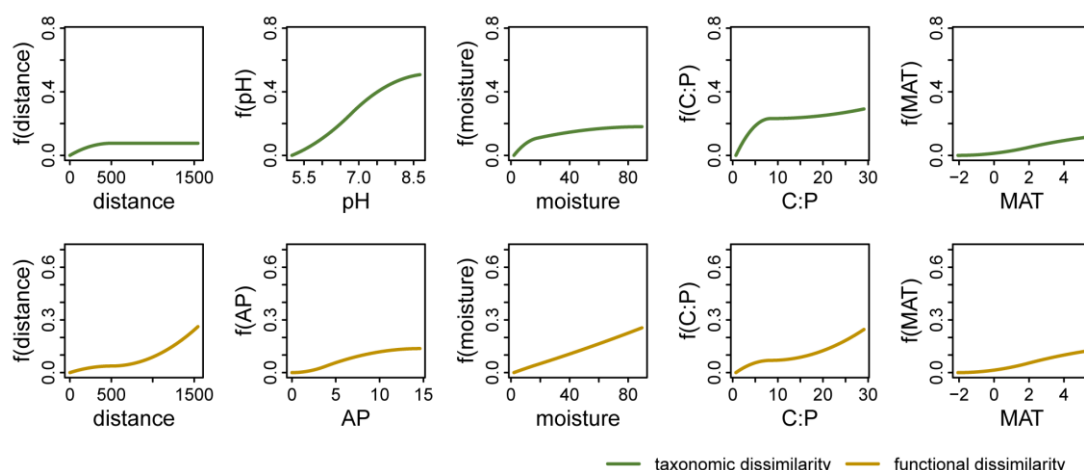 0.8
0.4
0.0
f(distance)
0 500 1500
distance
0.8
0.4
0.0
f(pH)
5.5 7.0 8.5
pH
0.8
0.4
0.0
f(moisture)
0 40 80
moisture
0.8
0.4
0.0
f(C:P)
0 10 20 30
C:P
0.8
0.4
0.0
f(MAT)
−2 0 2 4
MAT
0.6
0.3
0.0
f(distance)
0 500 1500
distance
0.6
0.3
0.0
f(AP)
0 5 10 15
AP
0.6
0.3
0.0
f(moisture)
0 40 80
moisture
0.6
0.3
0.0
f(C:P)
0 10 20 30
C:P
0.6
0.3
0.0
f(MAT)
−2 0 2 4
MAT
taxonomic dissimilarity functional dissimilarity